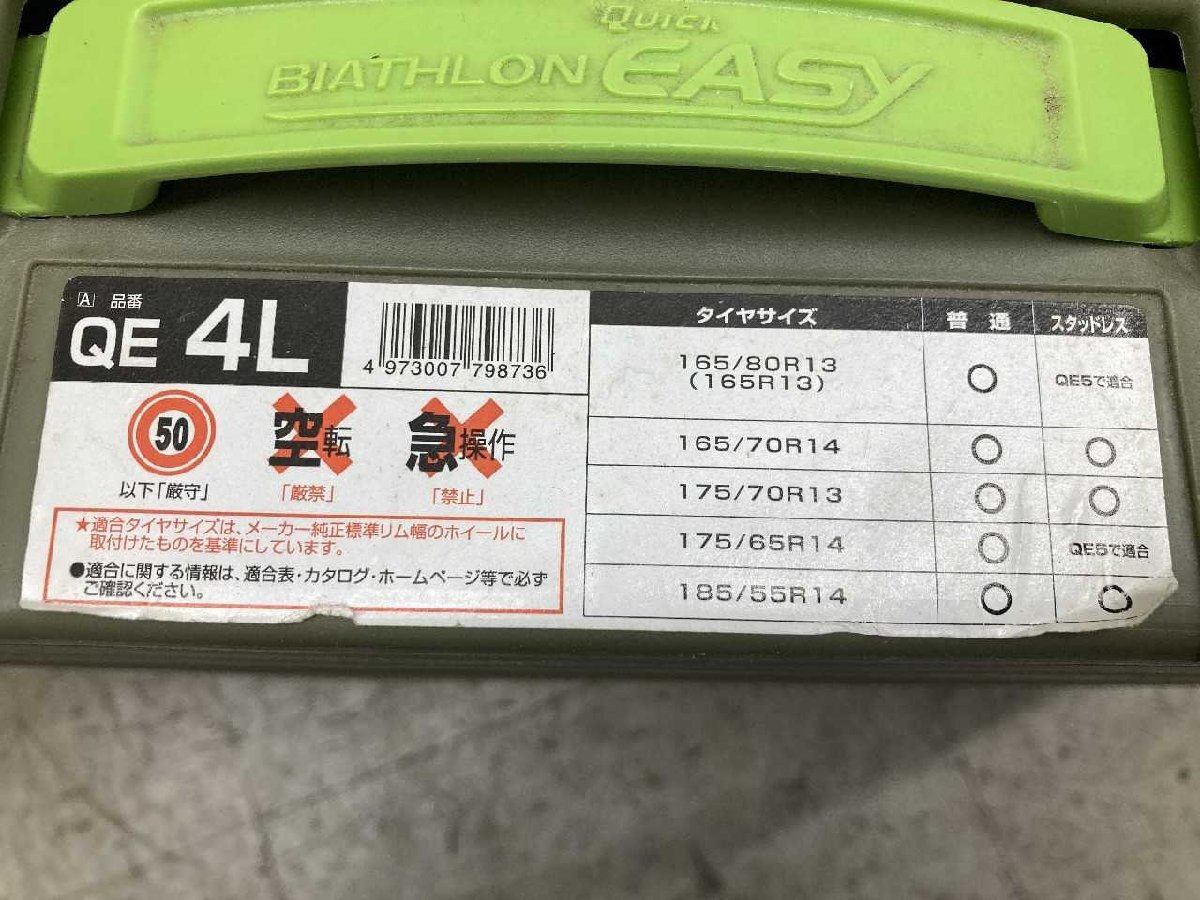 QUICK
BIATHLON EASY
A 品番
QE 4L
4 973007 798736
50
以下「厳守」
空転
「厳禁」
急操作
「禁止」
★適合タイヤサイズは、メーカー純正標準リム幅のホイールに
取付けたものを基準にしています。
●適合に関する情報は、適合表・カタログ・ホームページ等で必ず
ご確認ください。
タイヤサイズ 普通 スタッドレス
165/80R13
(165R13) ○ QE5で適合
165/70R14 ○ ○
175/70R13 ○ ○
175/65R14 ○ QE5で適合
185/55R14 ○ ○